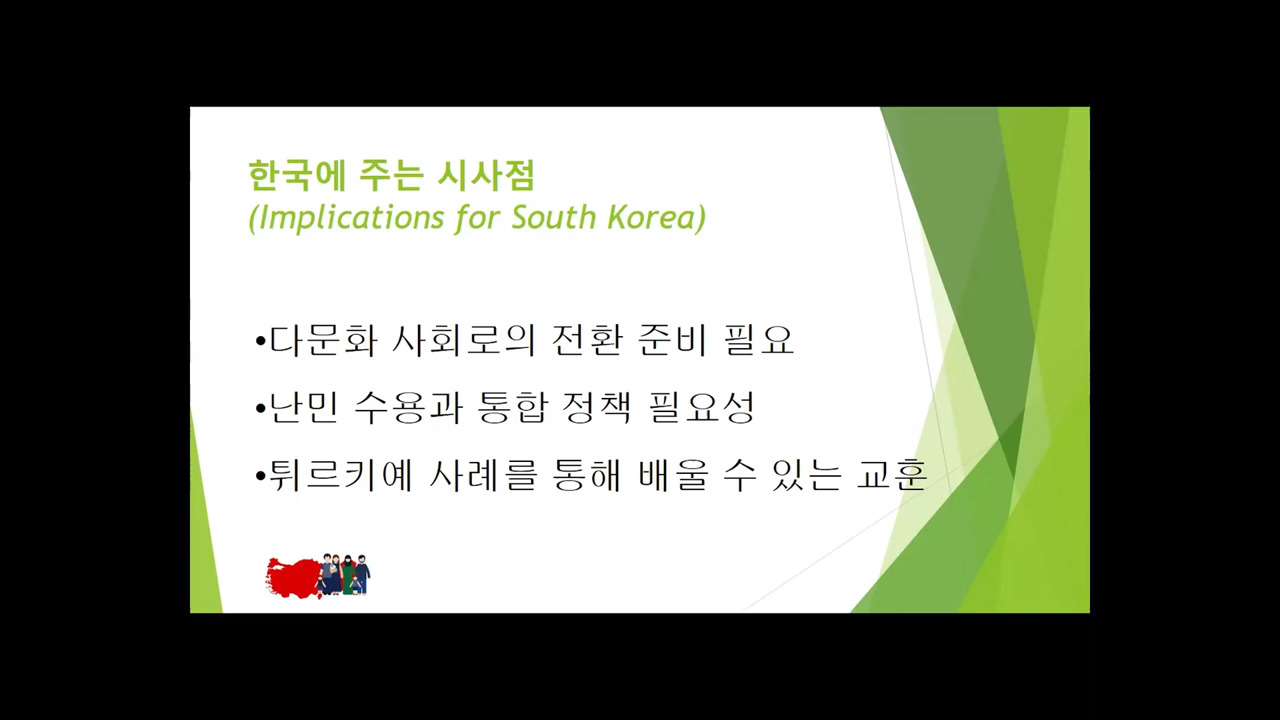 한국에 주는 시사점
(Implications for South Korea)
•다문화 사회로의 전환 준비 필요
•난민 수용과 통합 정책 필요성
•튀르키예 사례를 통해 배울 수 있는 교훈